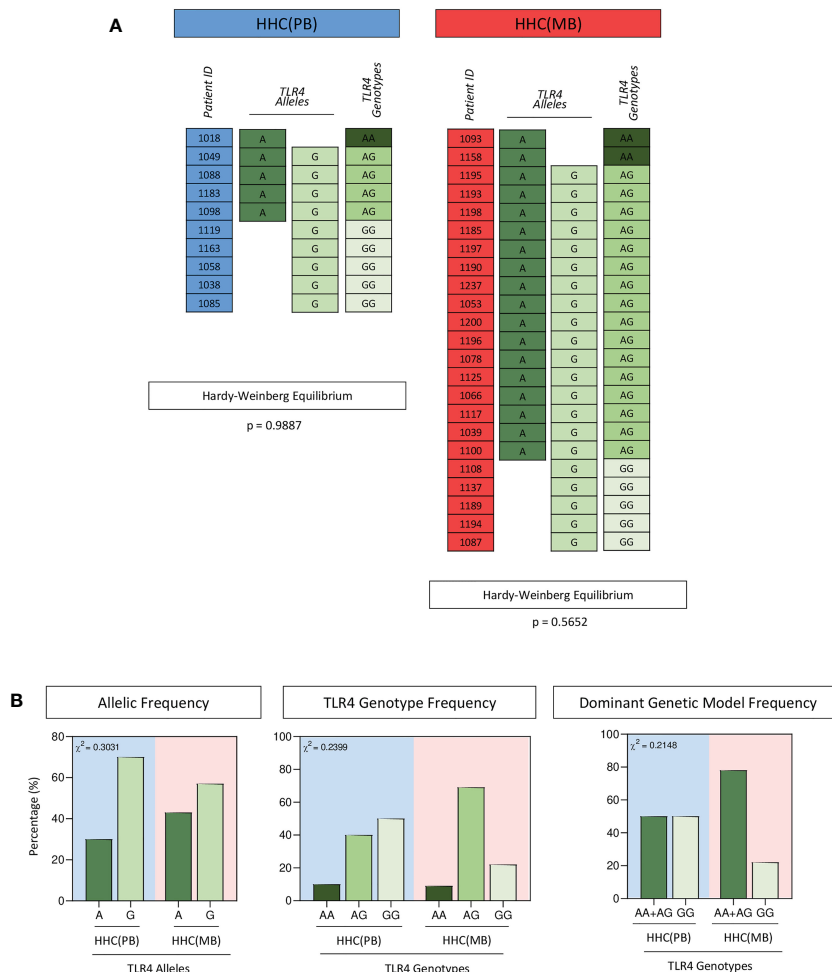 A
HHC(PB)
HHC(MB)
Patient ID
TLR4
Alleles
TLR4
Genotypes
Patient ID
TLR4
Alleles
TLR4
Genotypes
1018 A AA
1049 A G AG
1088 A G AG
1183 A G AG
1098 A G AG
1119 G GG
1163 G GG
1058 G GG
1038 G GG
1085 G GG
Hardy-Weinberg Equilibrium
p = 0.9887
1093 A AA
1158 A AA
1195 A G AG
1193 A G AG
1198 A G AG
1185 A G AG
1197 A G AG
1190 A G AG
1237 A G AG
1053 A G AG
1200 A G AG
1196 A G AG
1078 A G AG
1125 A G AG
1066 A G AG
1117 A G AG
1039 A G AG
1100 A G AG
1108 G GG
1137 G GG
1189 G GG
1194 G GG
1087 G GG
Hardy-Weinberg Equilibrium
p = 0.5652
B
Allelic Frequency
Percentage (%)
80
60
40
20
0
χ² = 0.3031
A G A G
HHC(PB) HHC(MB)
TLR4 Alleles
TLR4 Genotype Frequency
100
80
60
40
20
0
χ² = 0.2399
AA AG GG AA AG GG
HHC(PB) HHC(MB)
TLR4 Genotypes
Dominant Genetic Model Frequency
100
80
60
40
20
0
χ² = 0.2148
AA+AG GG AA+AG GG
HHC(PB) HHC(MB)
TLR4 Genotypes